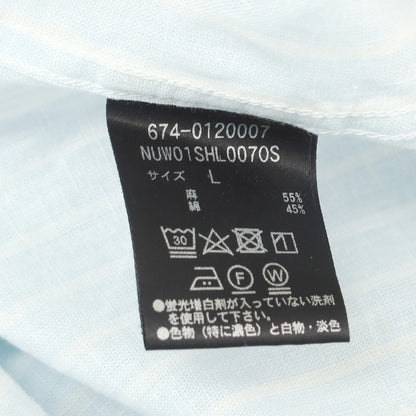 674-0120007
NUW01SHL0070S
サイズ L
麻 55%
綿 45%
30
F W
●蛍光増白剤が入っていない洗剤
を使用して下さい。
●色物（特に濃色）と白物・淡色